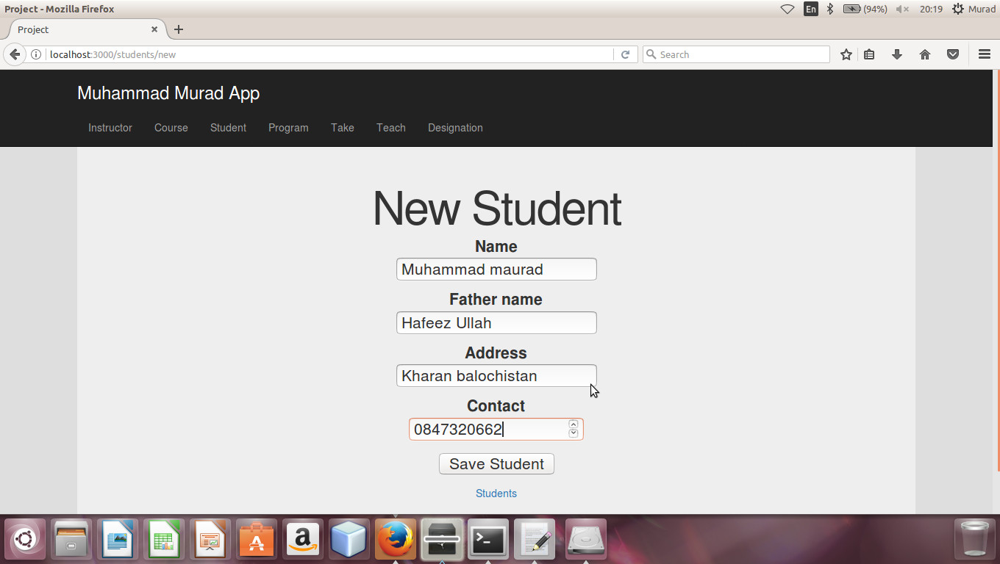 Project - Mozilla Firefox En (94%) 20:19 Murad
Project
localhost:3000/students/new Search
Muhammad Murad App
Instructor Course Student Program Take Teach Designation
New Student
Name
Muhammad maurad
Father name
Hafeez Ullah
Address
Kharan balochistan
Contact
0847320662
Save Student
Students